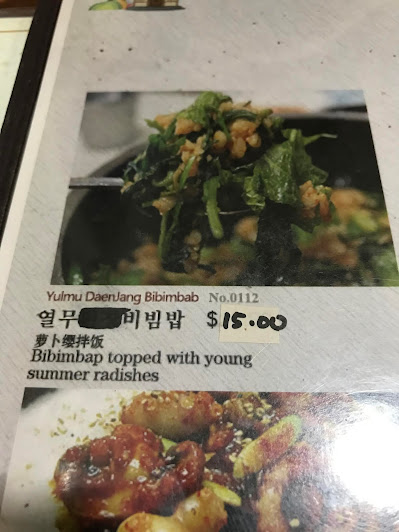 Yulmu DaenJang Bibimbab No.0112
열무 비빔밥 $15.00
萝卜缨拌饭
Bibimbap topped with young
summer radishes